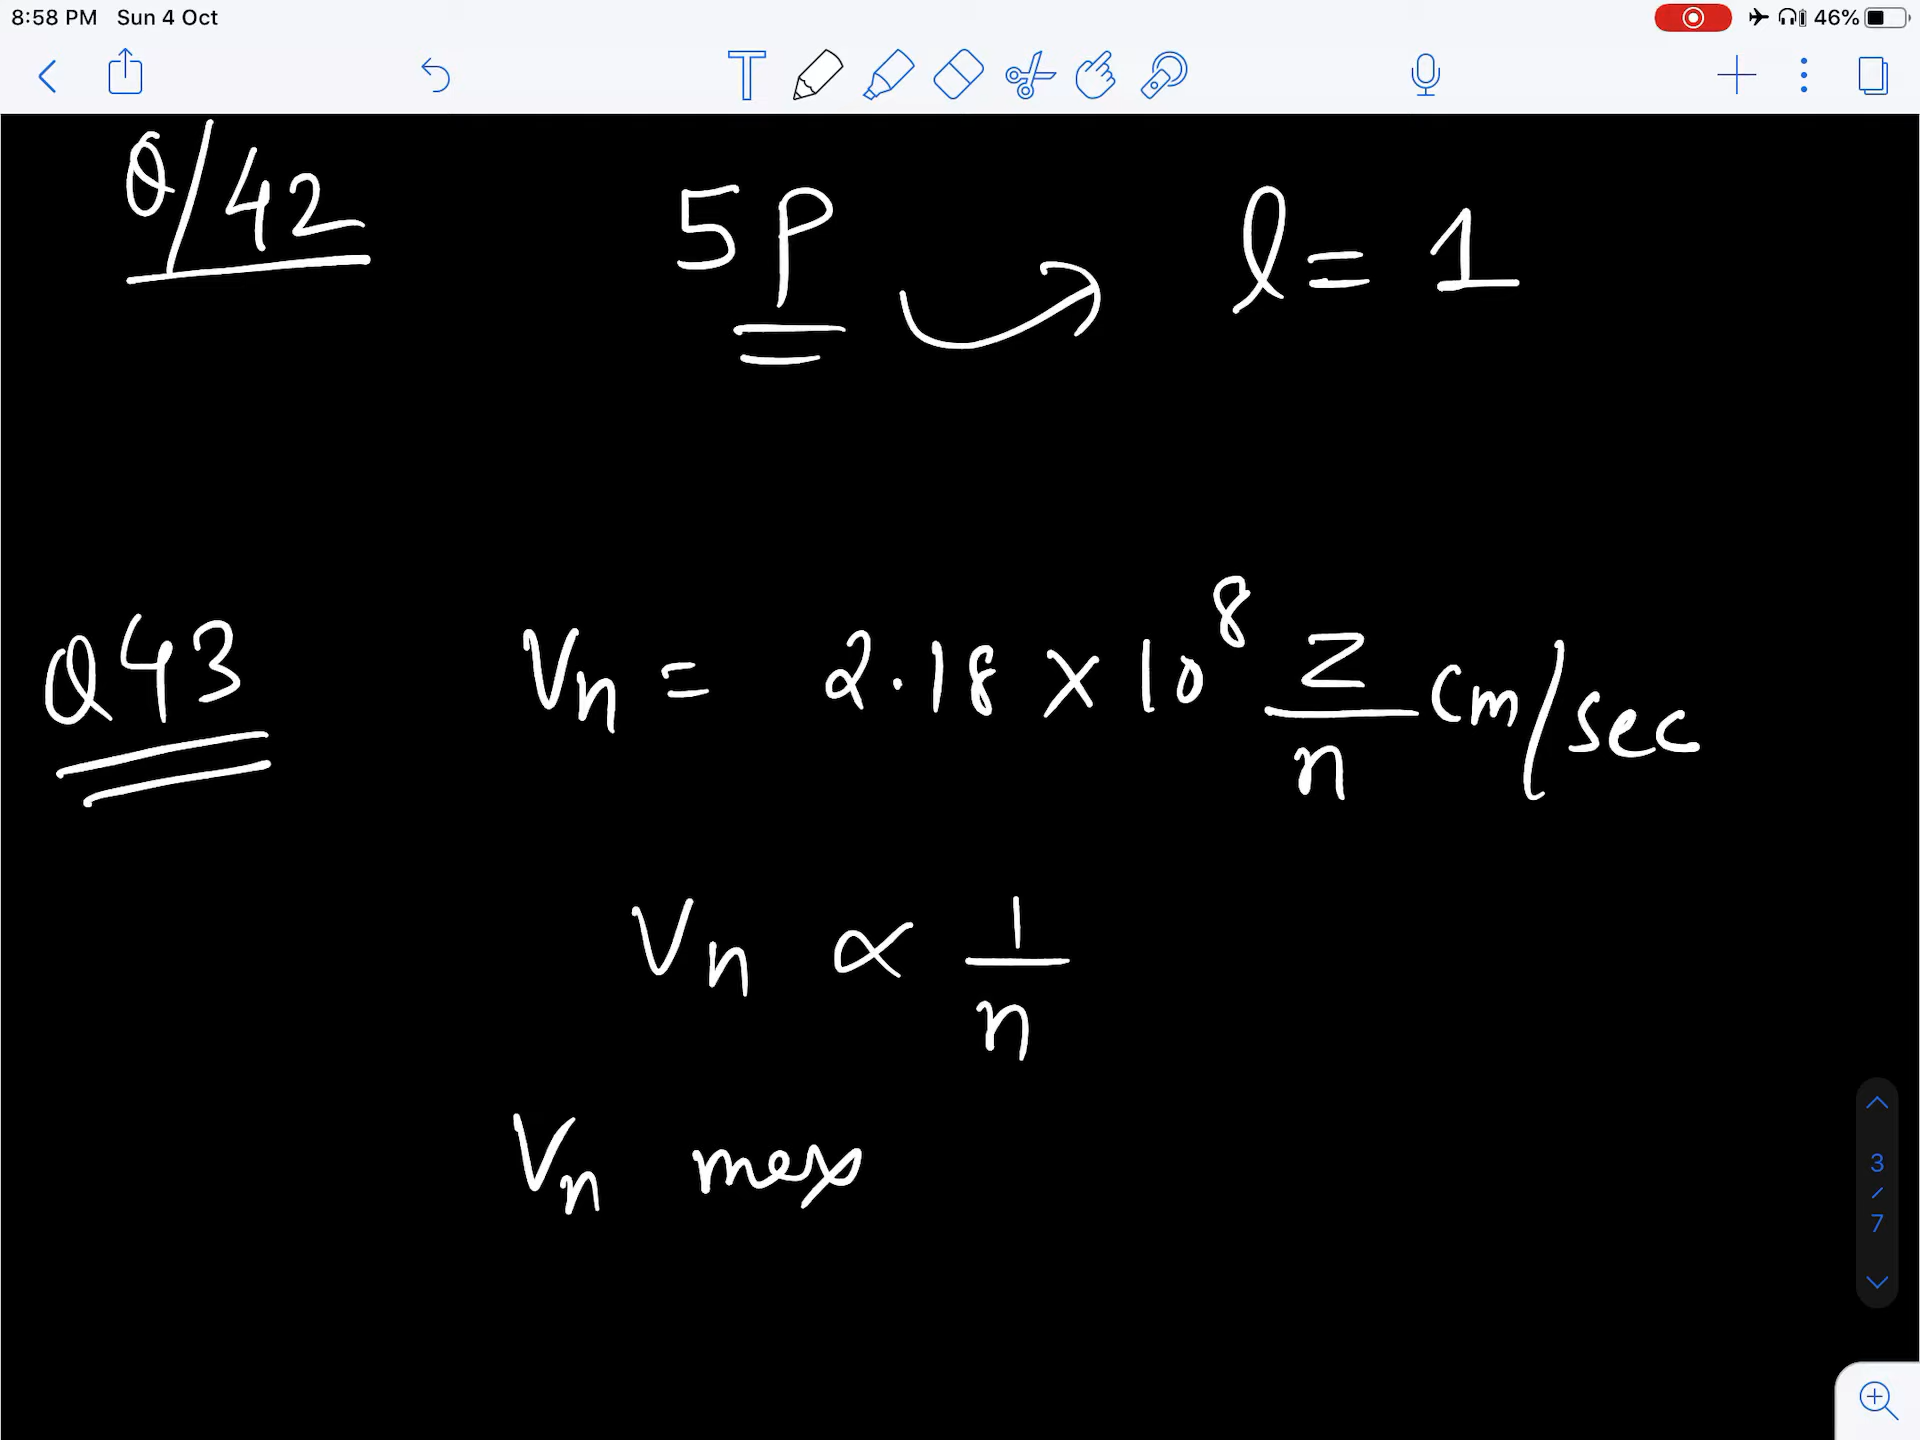 8:58 PM Sun 4 Oct 46%
T
Q/42 5p l = 1
Q43 Vn = 2.18 × 10^8 Z/n cm/sec
Vn ∝ 1/n
Vn max
3
/
7